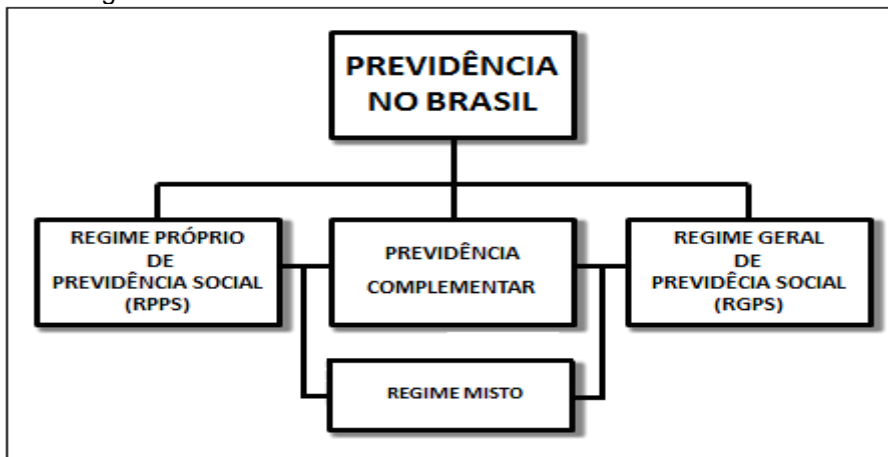 PREVIDÊNCIA
NO BRASIL
REGIME PRÓPRIO
DE
PREVIDÊNCIA SOCIAL
(RPPS)
PREVIDÊNCIA
COMPLEMENTAR
REGIME GERAL
DE
PREVIDÊCIA SOCIAL
(RGPS)
REGIME MISTO